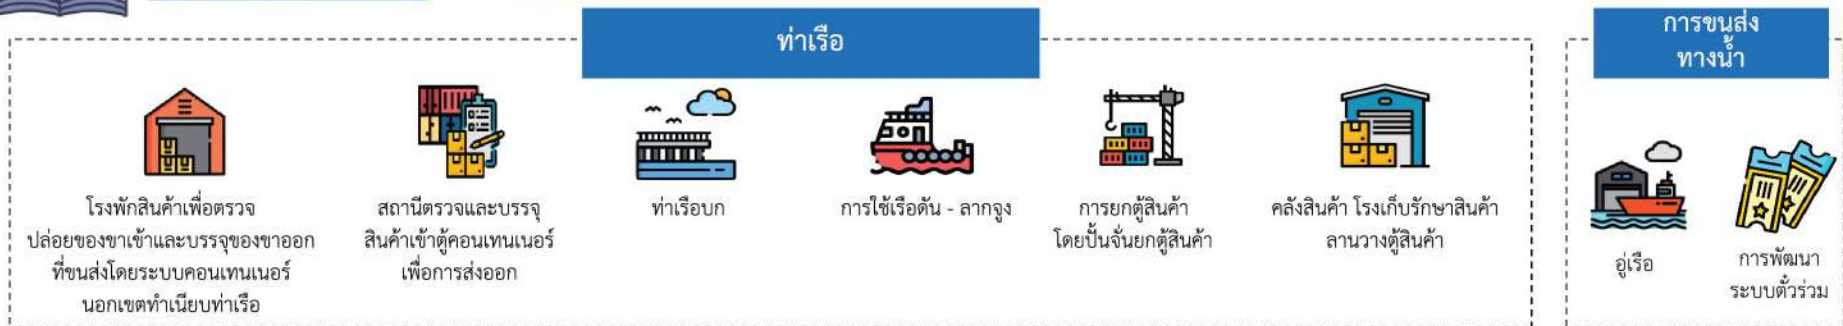 ท่าเรือ
การขนส่ง
ทางน้ำ
โรงพักสินค้าเพื่อตรวจ
ปล่อยของขาเข้าและบรรจุของขาออก
ที่ขนส่งโดยระบบคอนเทนเนอร์
นอกเขตทำเนียบท่าเรือ
สถานีตรวจและบรรจุ
สินค้าเข้าตู้คอนเทนเนอร์
เพื่อการส่งออก
ท่าเรือบก
การใช้เรือดัน - ลากจูง
การยกตู้สินค้า
โดยปั้นจั่นยกตู้สินค้า
คลังสินค้า โรงเก็บรักษาสินค้า
ลานวางตู้สินค้า
อู่เรือ
การพัฒนา
ระบบตั๋วร่วม